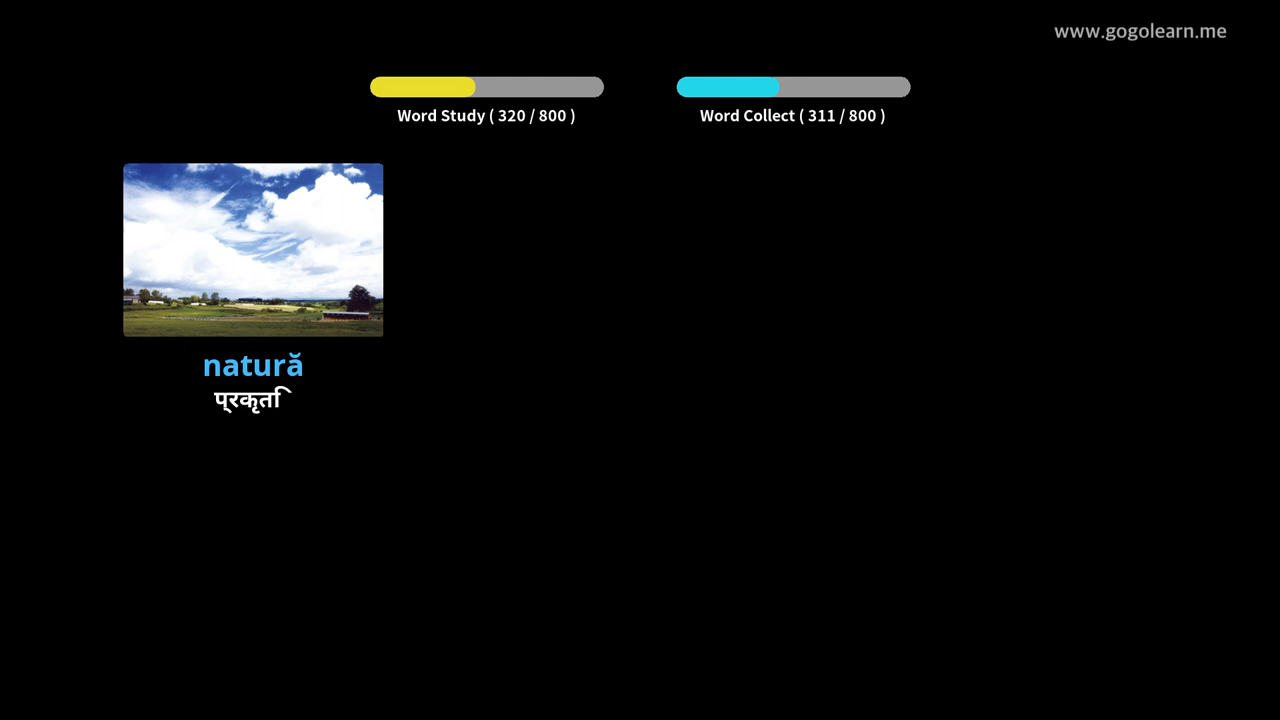 www.gogolearn.me
Word Study ( 320 / 800 )
Word Collect ( 311 / 800 )
natură
प्रकृति